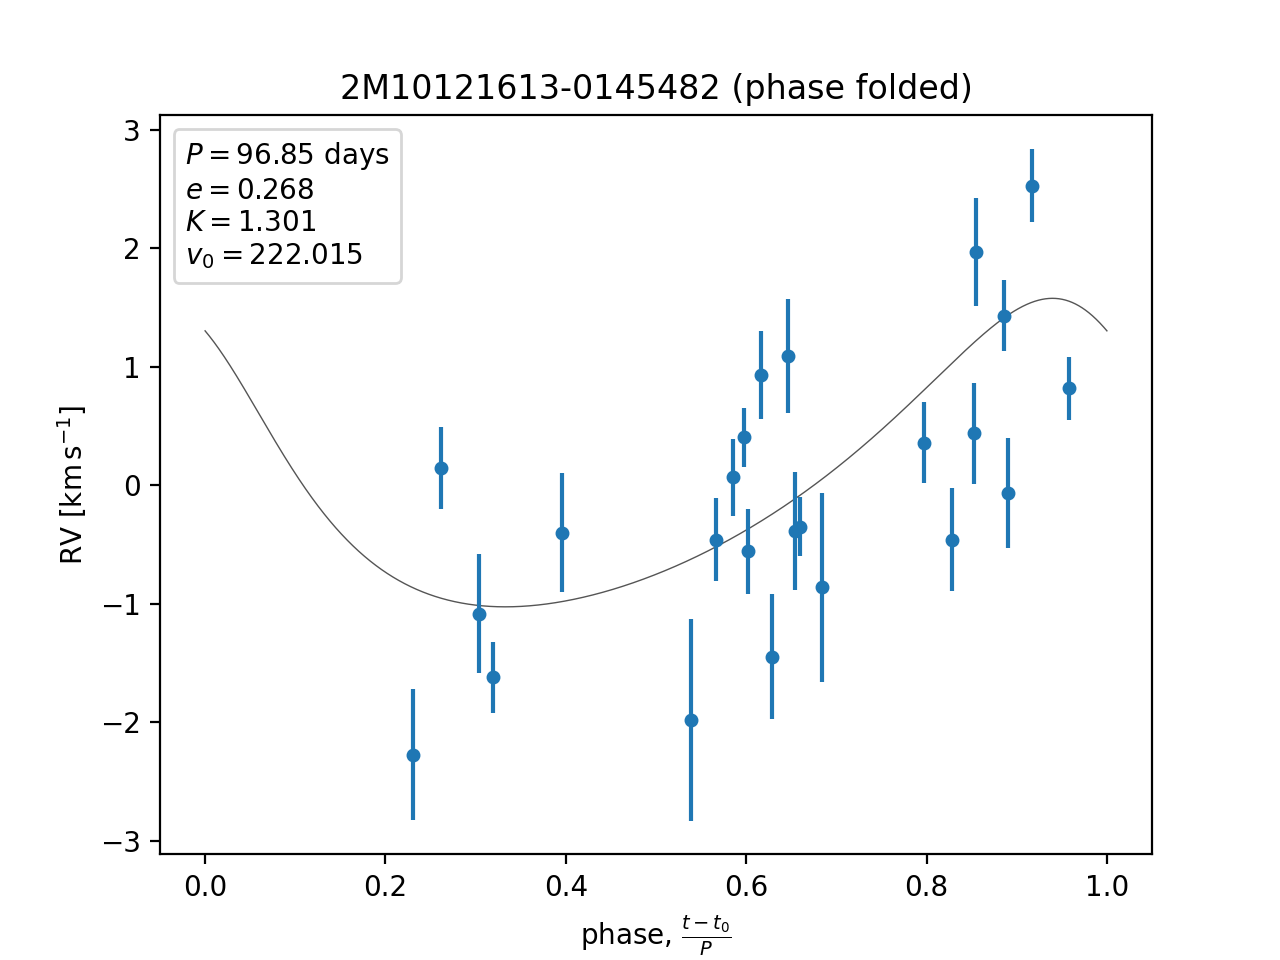 2M10121613-0145482 (phase folded)
P = 96.85 days
e = 0.268
K = 1.301
v₀ = 222.015
3
2
1
0
−1
−2
−3
RV [km s⁻¹]
0.0 0.2 0.4 0.6 0.8 1.0
phase, (t − t₀)/P